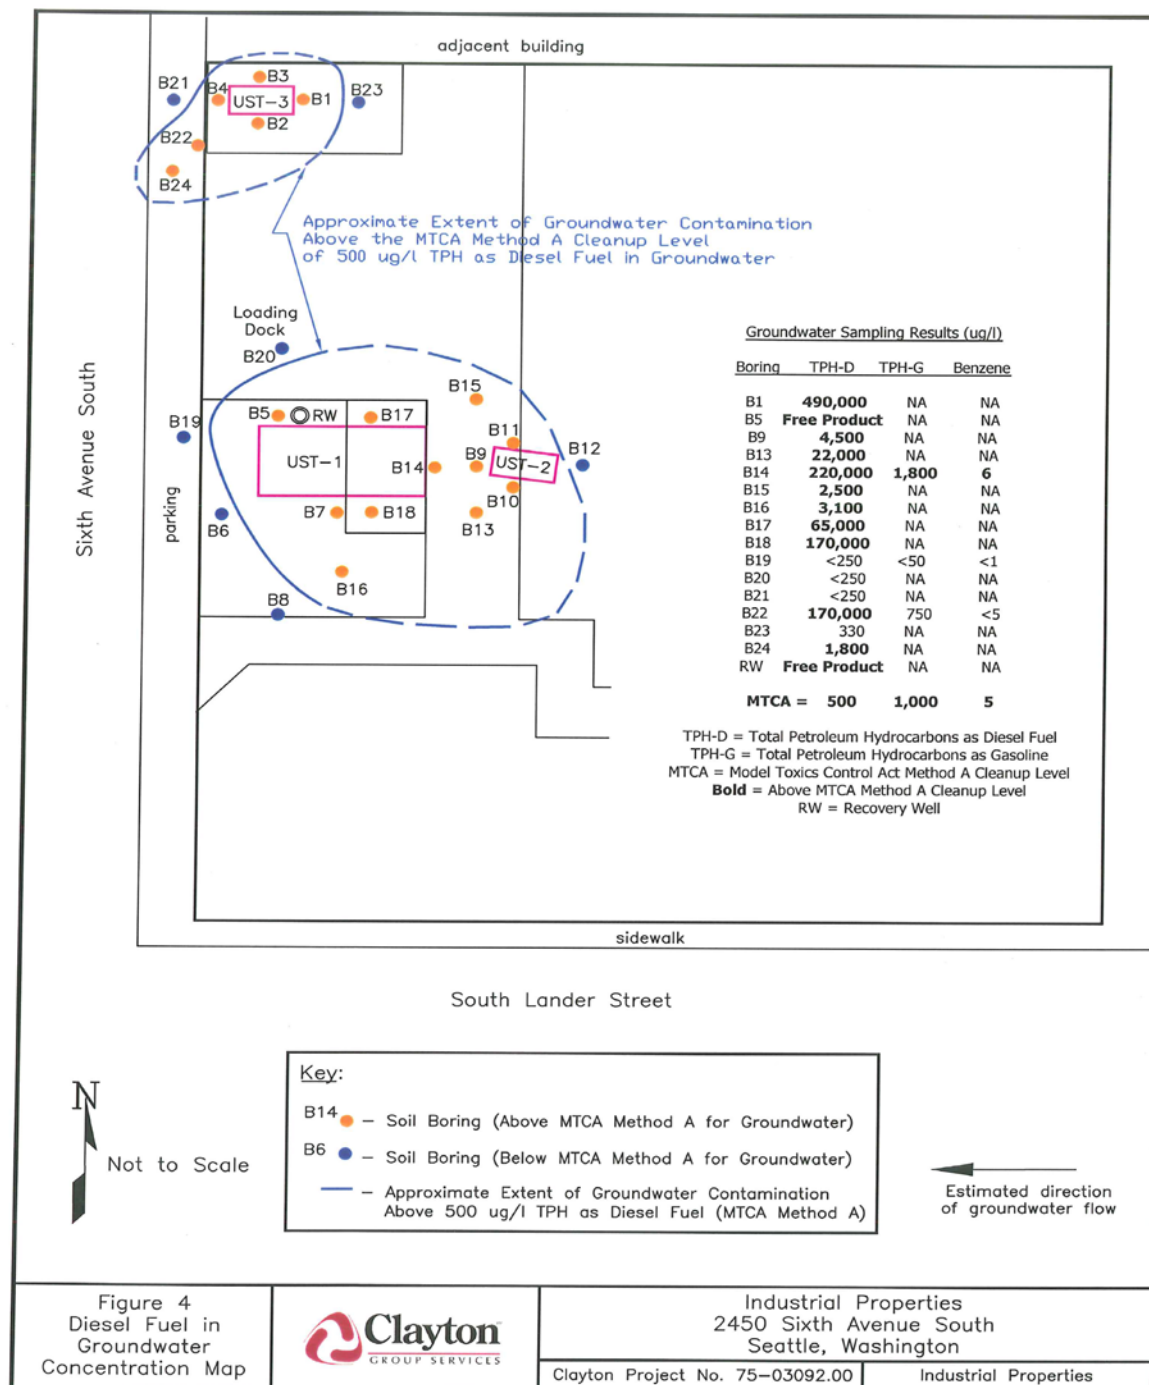 adjacent building
B21
B4
B3
UST-3
B1
B23
B2
B22
B24
Approximate Extent of Groundwater Contamination
Above the MTCA Method A Cleanup Level
of 500 ug/l TPH as Diesel Fuel in Groundwater
Loading
Dock
B20
Sixth Avenue South
parking
B19
B5
RW
B17
B15
B11
B12
UST-1
B14
B9
UST-2
B10
B6
B7
B18
B13
B16
B8
Groundwater Sampling Results (ug/l)
Boring TPH-D TPH-G Benzene
B1 490,000 NA NA
B5 Free Product NA NA
B9 4,500 NA NA
B13 22,000 NA NA
B14 220,000 1,800 6
B15 2,500 NA NA
B16 3,100 NA NA
B17 65,000 NA NA
B18 170,000 NA NA
B19 <250 <50 <1
B20 <250 NA NA
B21 <250 NA NA
B22 170,000 750 <5
B23 330 NA NA
B24 1,800 NA NA
RW Free Product NA NA
MTCA = 500 1,000 5
TPH-D = Total Petroleum Hydrocarbons as Diesel Fuel
TPH-G = Total Petroleum Hydrocarbons as Gasoline
MTCA = Model Toxics Control Act Method A Cleanup Level
Bold = Above MTCA Method A Cleanup Level
RW = Recovery Well
sidewalk
South Lander Street
N
Not to Scale
Key:
B14 – Soil Boring (Above MTCA Method A for Groundwater)
B6 – Soil Boring (Below MTCA Method A for Groundwater)
– Approximate Extent of Groundwater Contamination
Above 500 ug/l TPH as Diesel Fuel (MTCA Method A)
Estimated direction
of groundwater flow
Figure 4
Diesel Fuel in
Groundwater
Concentration Map
Clayton
GROUP SERVICES
Industrial Properties
2450 Sixth Avenue South
Seattle, Washington
Clayton Project No. 75-03092.00
Industrial Properties